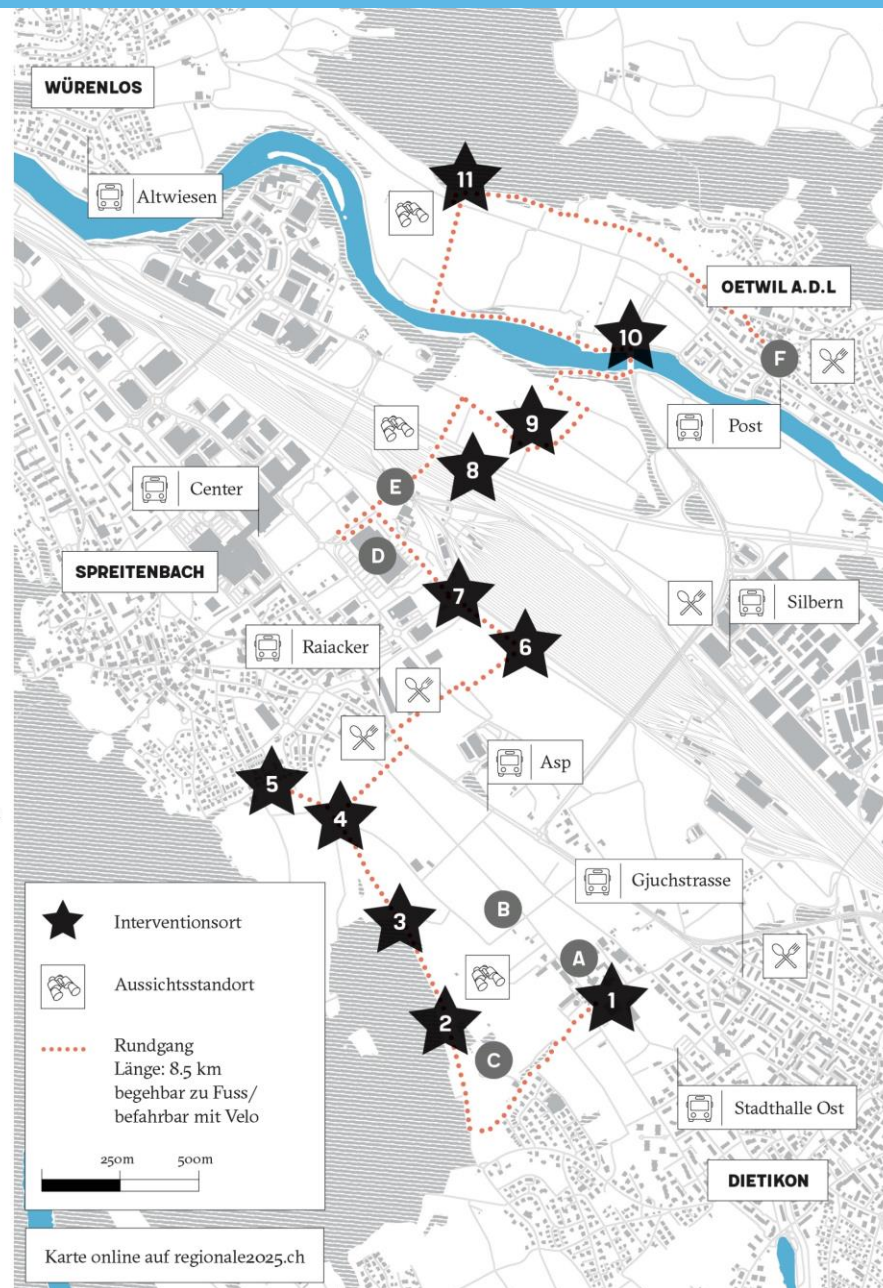 WÜRENLOS
Altwiesen
11
OETWIL A.D.L
10
F
Post
9
8
Center
E
D
SPREITENBACH
7
Silbern
6
Raiacker
Asp
5
4
Gjuchstrasse
B
3
A
1
2
C
Stadthalle Ost
DIETIKON
Interventionsort
Aussichtsstandort
Rundgang
Länge: 8.5 km
begehbar zu Fuss/
befahrbar mit Velo
250m 500m
Karte online auf regionale2025.ch